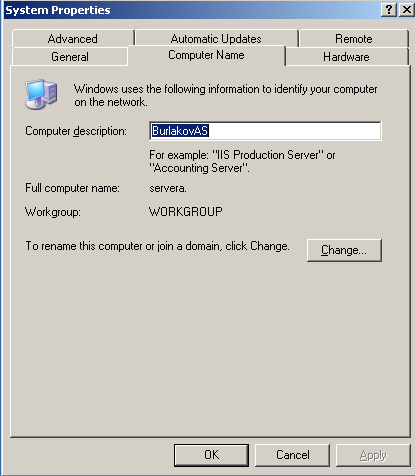 System Properties
Advanced
Automatic Updates
Remote
General
Computer Name
Hardware
Windows uses the following information to identify your computer
on the network.
Computer description:
BurlakovAS
For example: "IIS Production Server" or
"Accounting Server".
Full computer name:
servera.
Workgroup:
WORKGROUP
To rename this computer or join a domain, click Change.
Change...
OK
Cancel
Apply